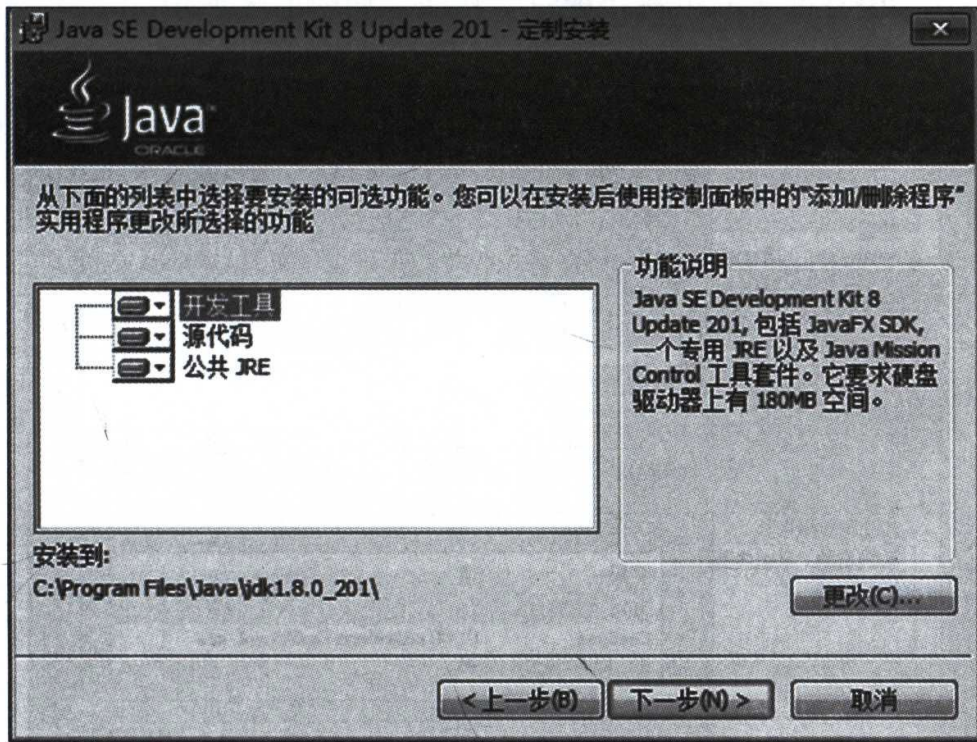 Java SE Development Kit 8 Update 201 - 定制安装
Java
ORACLE
从下面的列表中选择要安装的可选功能。您可以在安装后使用控制面板中的"添加/删除程序"
实用程序更改所选择的功能
开发工具
源代码
公共 JRE
功能说明
Java SE Development Kit 8
Update 201, 包括 JavaFX SDK,
一个专用 JRE 以及 Java Mission
Control 工具套件。它要求硬盘
驱动器上有 180MB 空间。
安装到:
C:\Program Files\Java\jdk1.8.0_201\
更改(C)...
<上一步(B)
下一步(N) >
取消